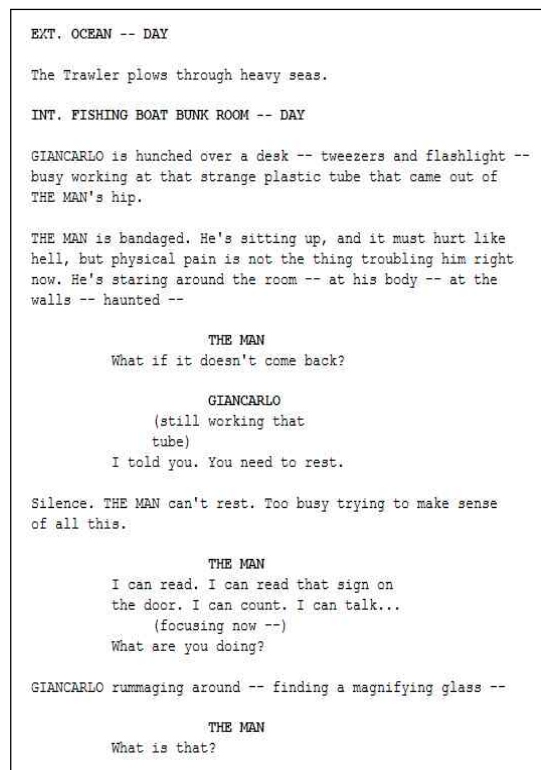 EXT. OCEAN -- DAY
The Trawler plows through heavy seas.
INT. FISHING BOAT BUNK ROOM -- DAY
GIANCARLO is hunched over a desk -- tweezers and flashlight --
busy working at that strange plastic tube that came out of
THE MAN's hip.
THE MAN is bandaged. He's sitting up, and it must hurt like
hell, but physical pain is not the thing troubling him right
now. He's staring around the room -- at his body -- at the
walls -- haunted --
THE MAN
What if it doesn't come back?
GIANCARLO
(still working that
tube)
I told you. You need to rest.
Silence. THE MAN can't rest. Too busy trying to make sense
of all this.
THE MAN
I can read. I can read that sign on
the door. I can count. I can talk...
(focusing now --)
What are you doing?
GIANCARLO rummaging around -- finding a magnifying glass --
THE MAN
What is that?